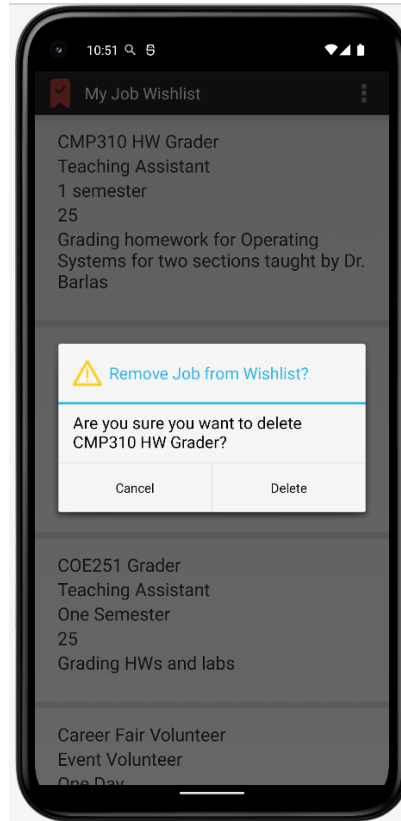 10:51
My Job Wishlist
CMP310 HW Grader
Teaching Assistant
1 semester
25
Grading homework for Operating
Systems for two sections taught by Dr.
Barlas
Remove Job from Wishlist?
Are you sure you want to delete
CMP310 HW Grader?
Cancel Delete
COE251 Grader
Teaching Assistant
One Semester
25
Grading HWs and labs
Career Fair Volunteer
Event Volunteer
One Day